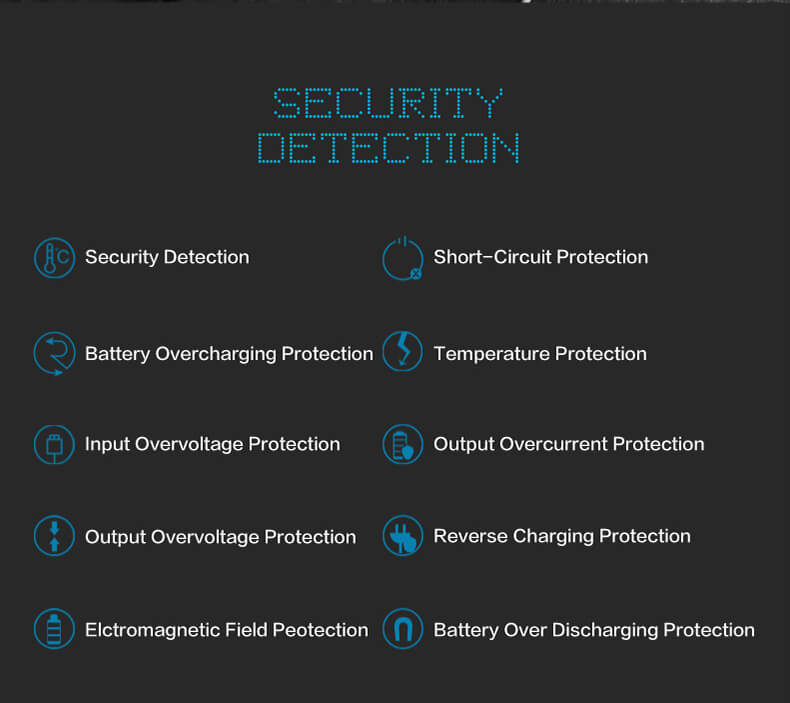 SECURITY
DETECTION
Security Detection
Short-Circuit Protection
Battery Overcharging Protection
Temperature Protection
Input Overvoltage Protection
Output Overcurrent Protection
Output Overvoltage Protection
Reverse Charging Protection
Elctromagnetic Field Peotection
Battery Over Discharging Protection